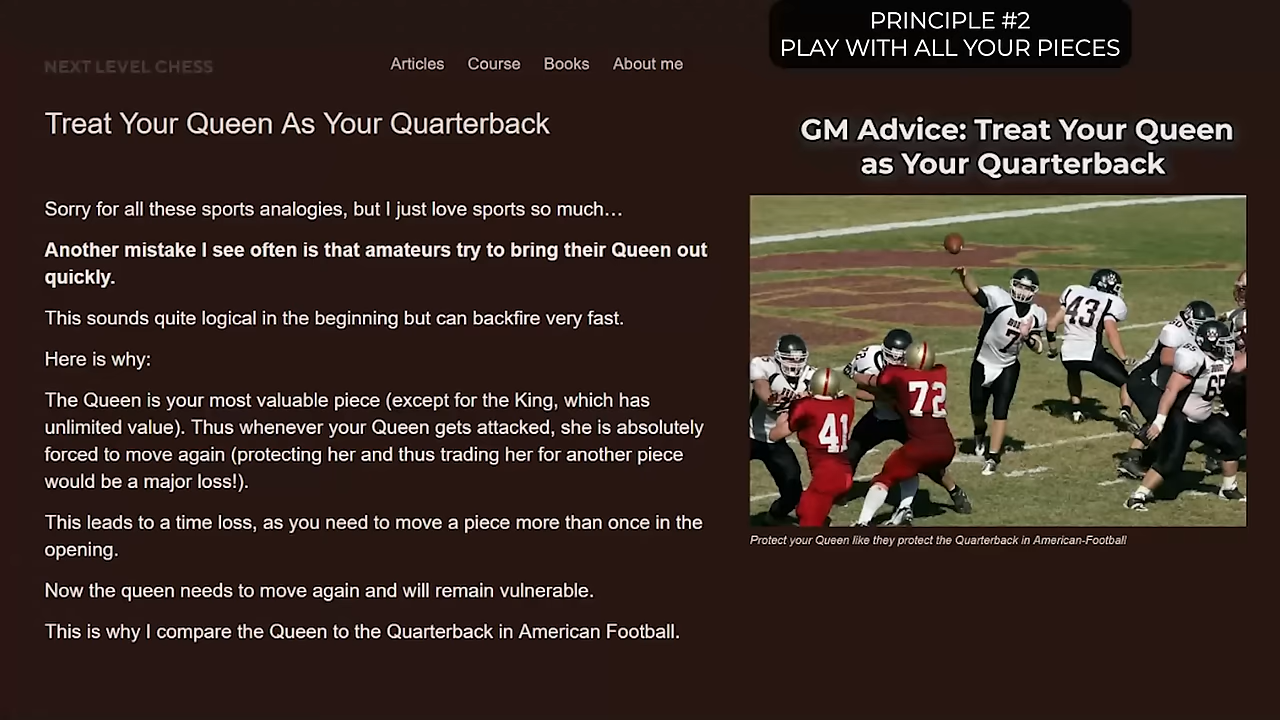 PRINCIPLE #2
PLAY WITH ALL YOUR PIECES
NEXT LEVEL CHESS
Articles Course Books About me
Treat Your Queen As Your Quarterback
Sorry for all these sports analogies, but I just love sports so much…
Another mistake I see often is that amateurs try to bring their Queen out
quickly.
This sounds quite logical in the beginning but can backfire very fast.
Here is why:
The Queen is your most valuable piece (except for the King, which has
unlimited value). Thus whenever your Queen gets attacked, she is absolutely
forced to move again (protecting her and thus trading her for another piece
would be a major loss!).
This leads to a time loss, as you need to move a piece more than once in the
opening.
Now the queen needs to move again and will remain vulnerable.
This is why I compare the Queen to the Quarterback in American Football.
GM Advice: Treat Your Queen
as Your Quarterback
43
7
72
41
Protect your Queen like they protect the Quarterback in American-Football